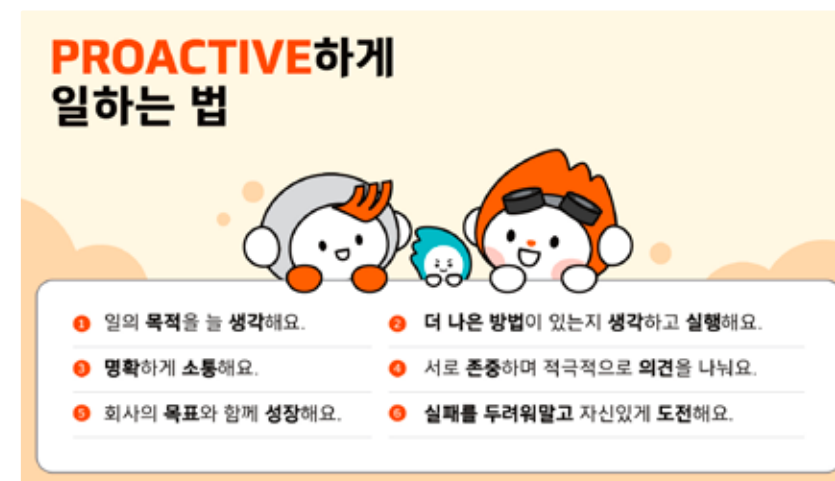 PROACTIVE하게
일하는 법
1 일의 목적을 늘 생각해요.
2 더 나은 방법이 있는지 생각하고 실행해요.
3 명확하게 소통해요.
4 서로 존중하며 적극적으로 의견을 나눠요.
5 회사의 목표와 함께 성장해요.
6 실패를 두려워말고 자신있게 도전해요.